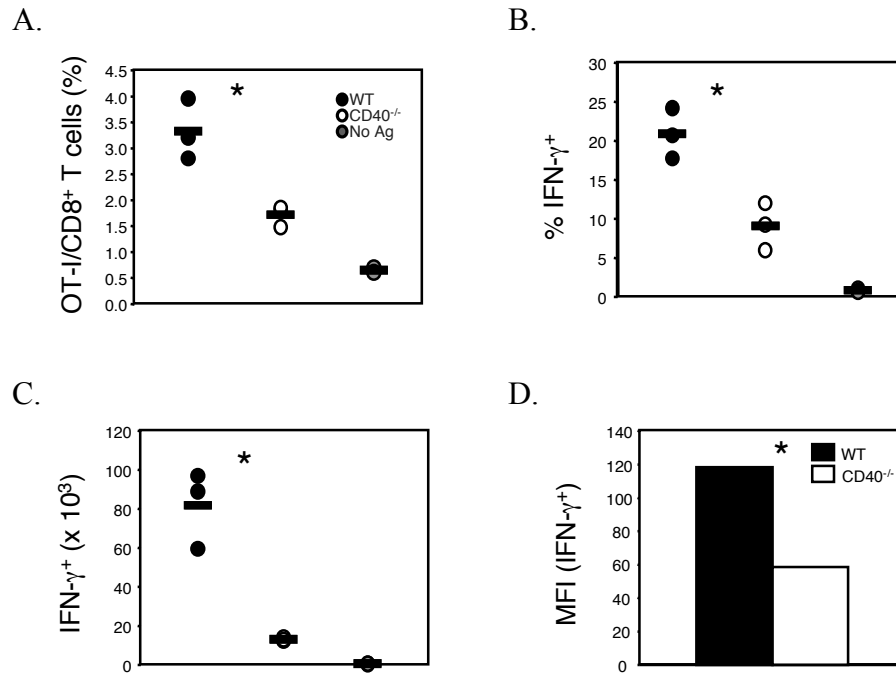 A.
OT-I/CD8⁺ T cells (%)
4.5
4.0
3.5
3.0
2.5
2.0
1.5
1.0
0.5
0.0
*
WT
CD40⁻/⁻
No Ag
B.
% IFN-γ⁺
30
25
20
15
10
5
0
*
C.
IFN-γ⁺ (x 10³)
120
100
80
60
40
20
0
*
D.
MFI (IFN-γ⁺)
140
120
100
80
60
40
20
0
*
WT
CD40⁻/⁻